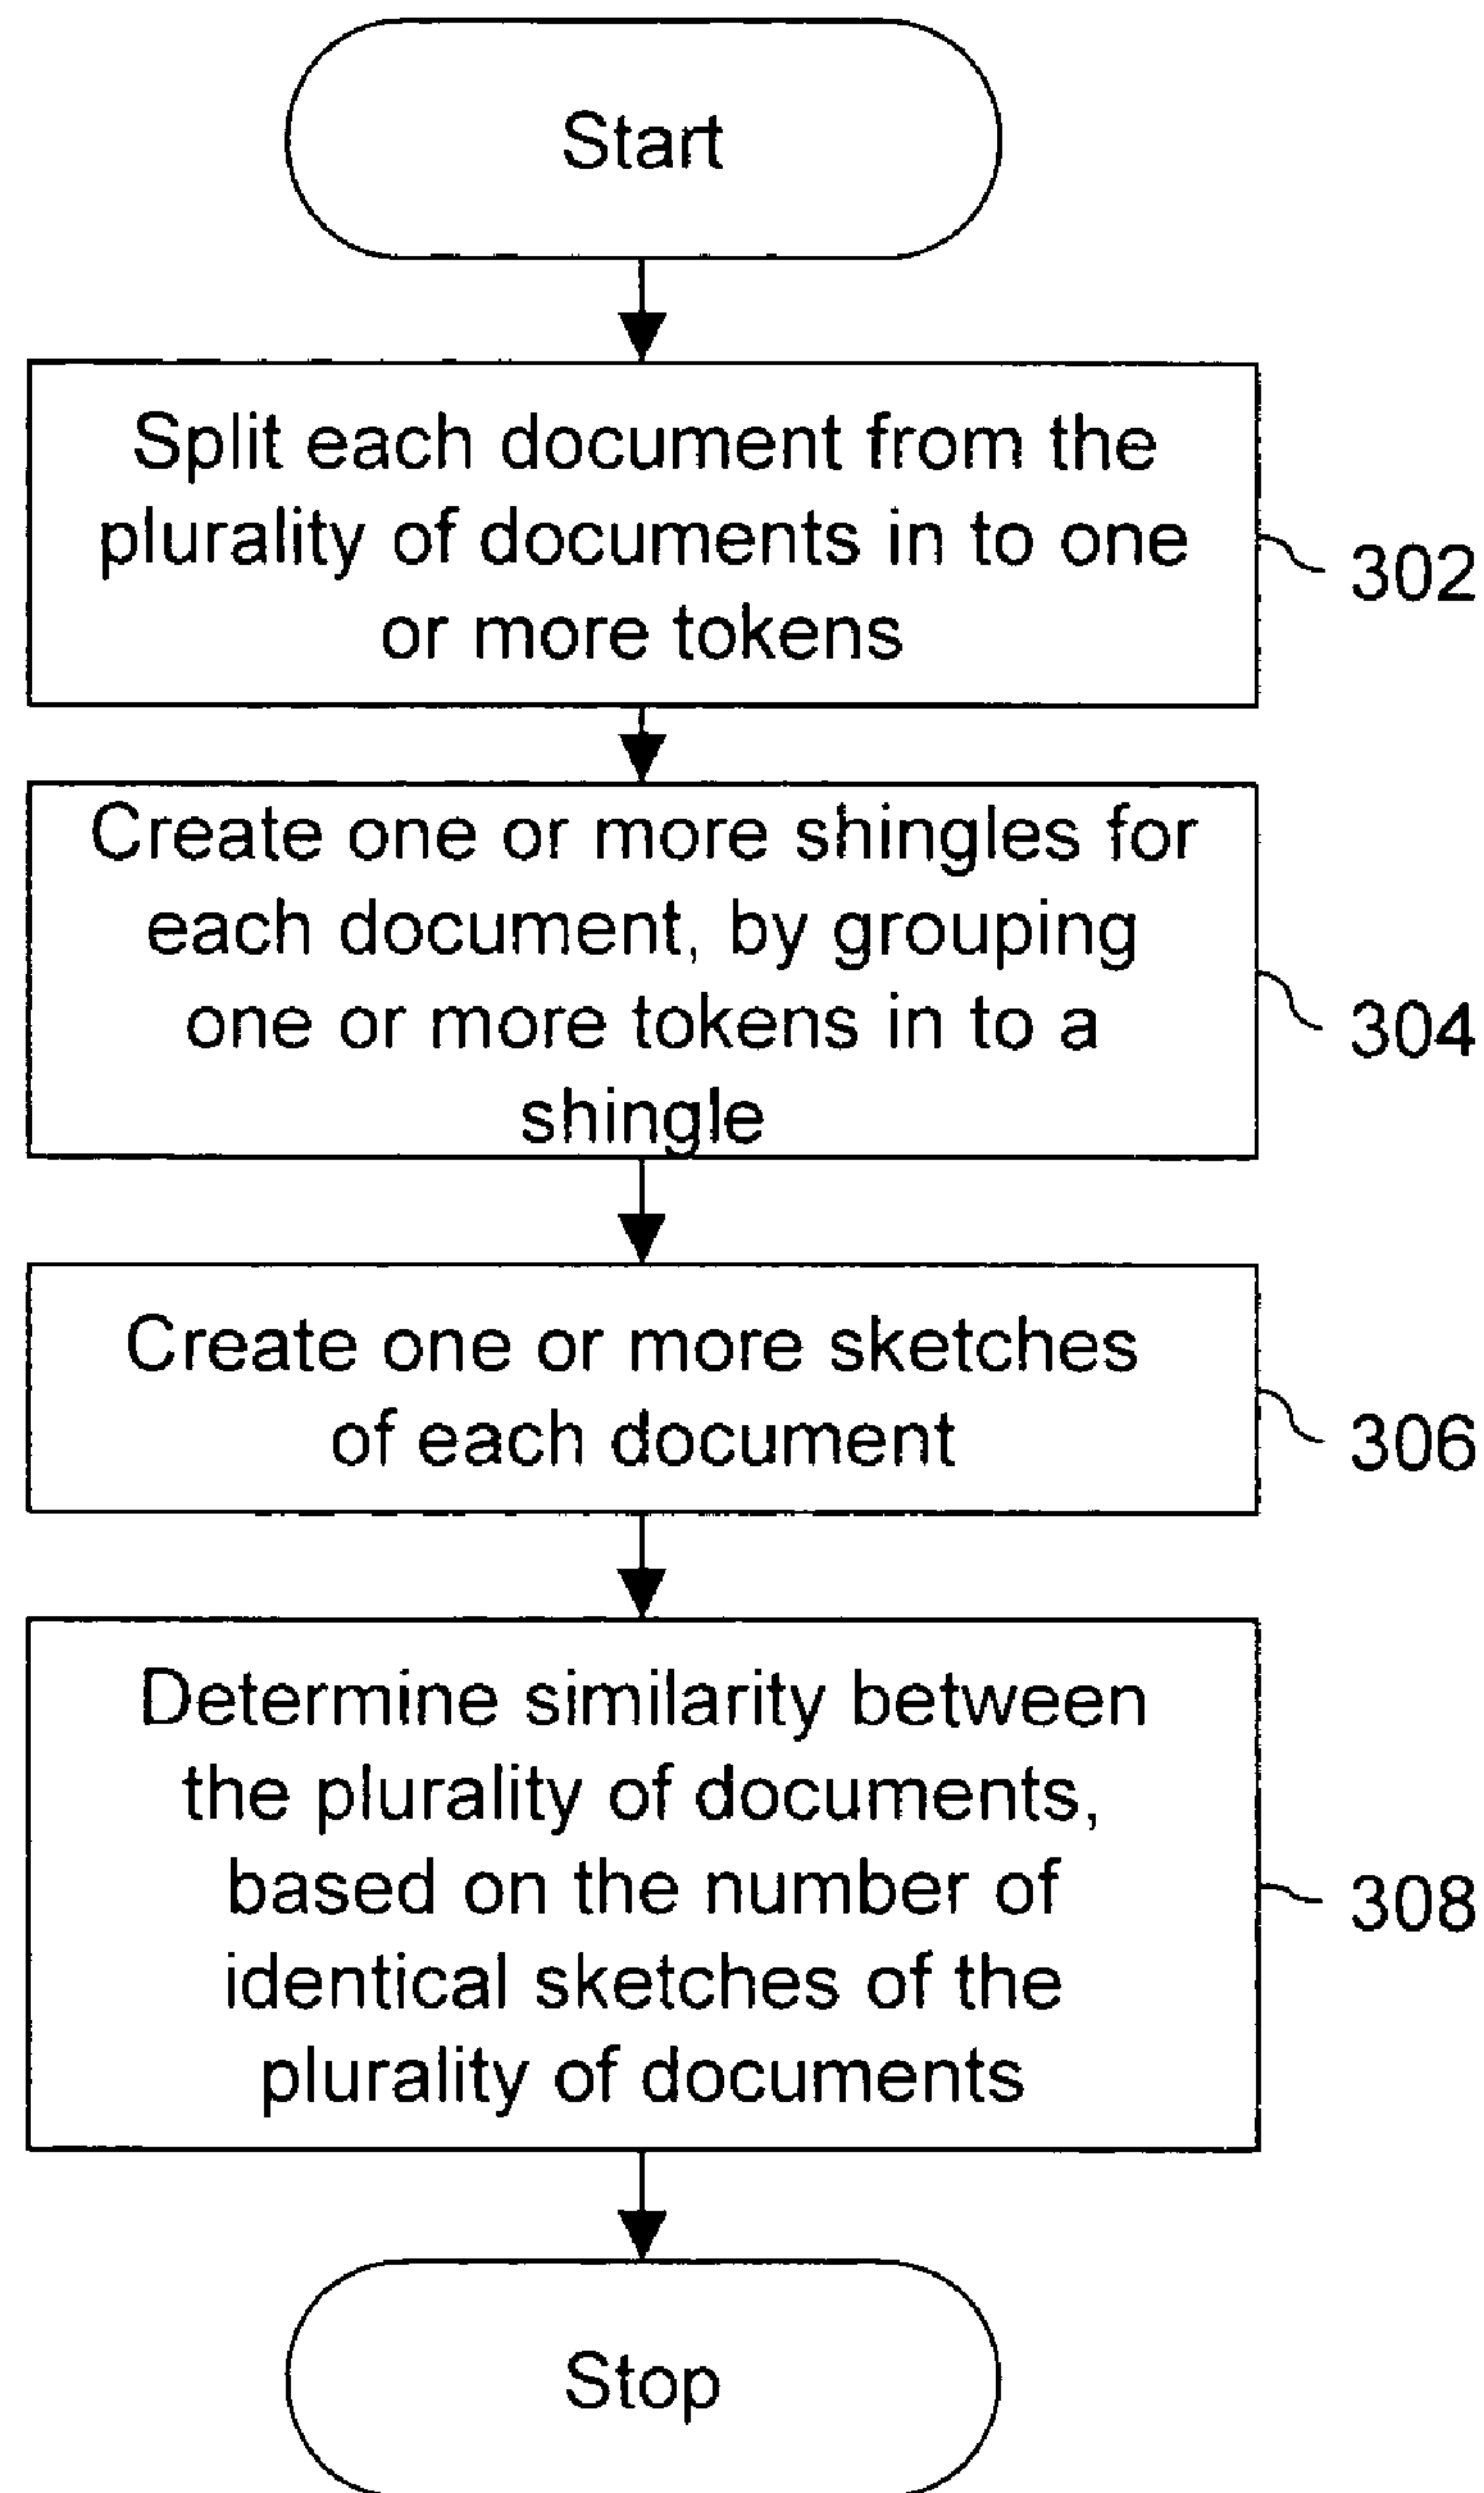 Start
Split each document from the
plurality of documents in to one
or more tokens
302
Create one or more shingles for
each document, by grouping
one or more tokens in to a
shingle
304
Create one or more sketches
of each document
306
Determine similarity between
the plurality of documents,
based on the number of
identical sketches of the
plurality of documents
308
Stop